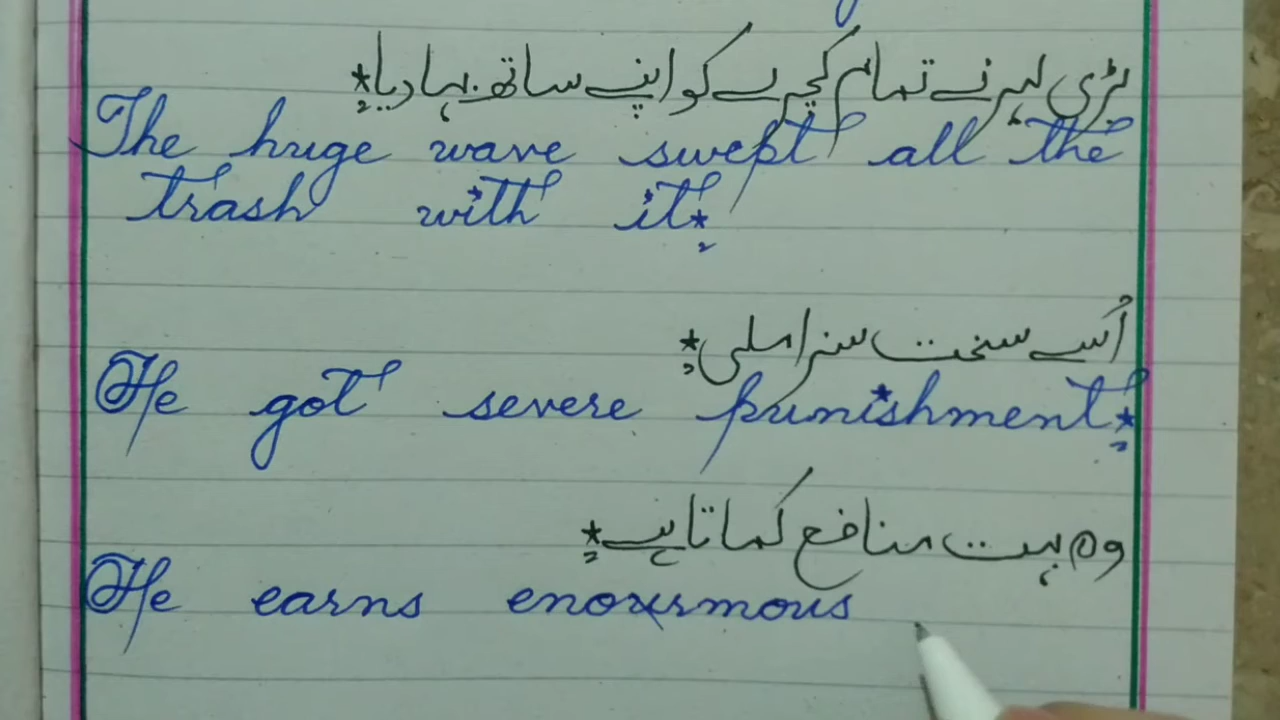 بڑی لہر نے تمام کچرے کو اپنے ساتھ بہا دیا
The huge wave swept all the
trash with it.
اُسے سخت سزا ملی
He got severe punishment.
وہ بہت منافع کماتا ہے
He earns enormous